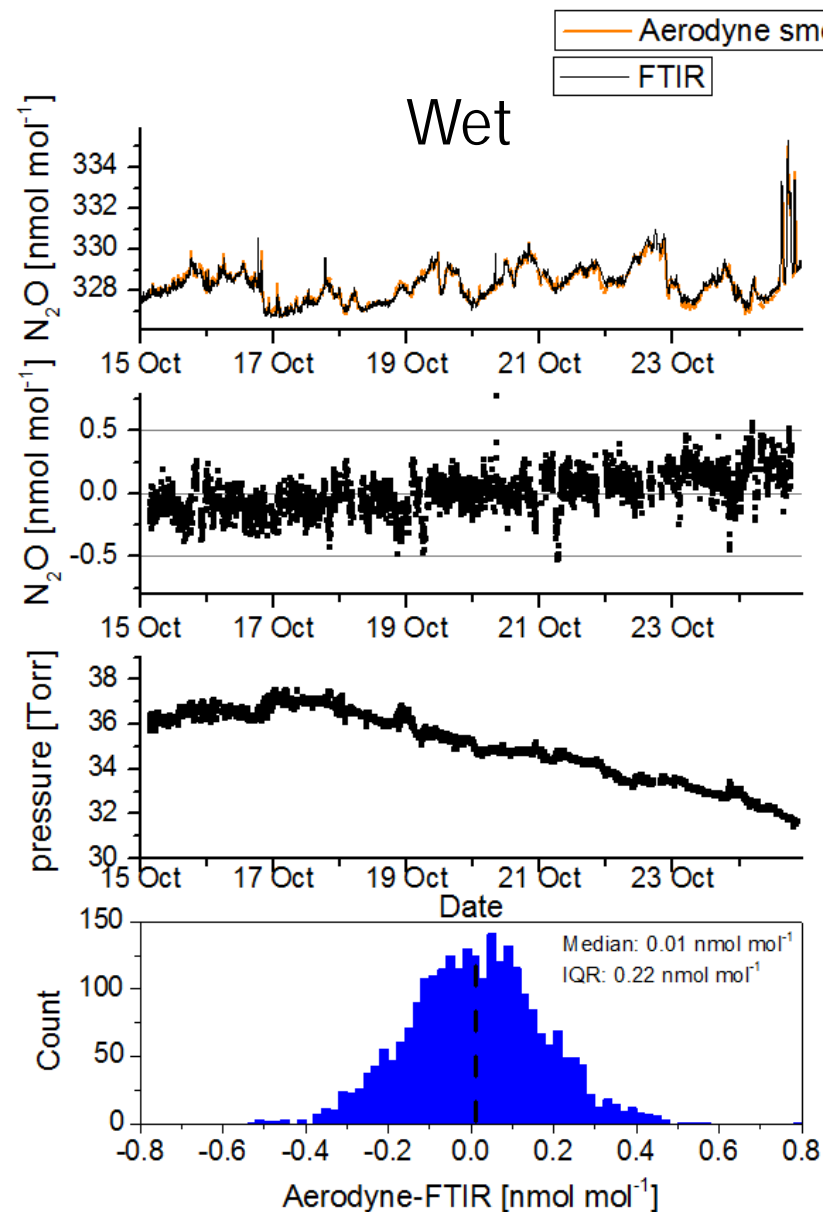 Aerodyne
FTIR
Wet
N₂O [nmol mol⁻¹]
334
332
330
328
15 Oct 17 Oct 19 Oct 21 Oct 23 Oct
N₂O [nmol mol⁻¹]
0.5
0.0
-0.5
15 Oct 17 Oct 19 Oct 21 Oct 23 Oct
pressure [Torr]
38
36
34
32
30
15 Oct 17 Oct 19 Oct 21 Oct 23 Oct
Date
Count
150
100
50
0
Median: 0.01 nmol mol⁻¹
IQR: 0.22 nmol mol⁻¹
-0.8 -0.6 -0.4 -0.2 0.0 0.2 0.4 0.6 0.8
Aerodyne-FTIR [nmol mol⁻¹]